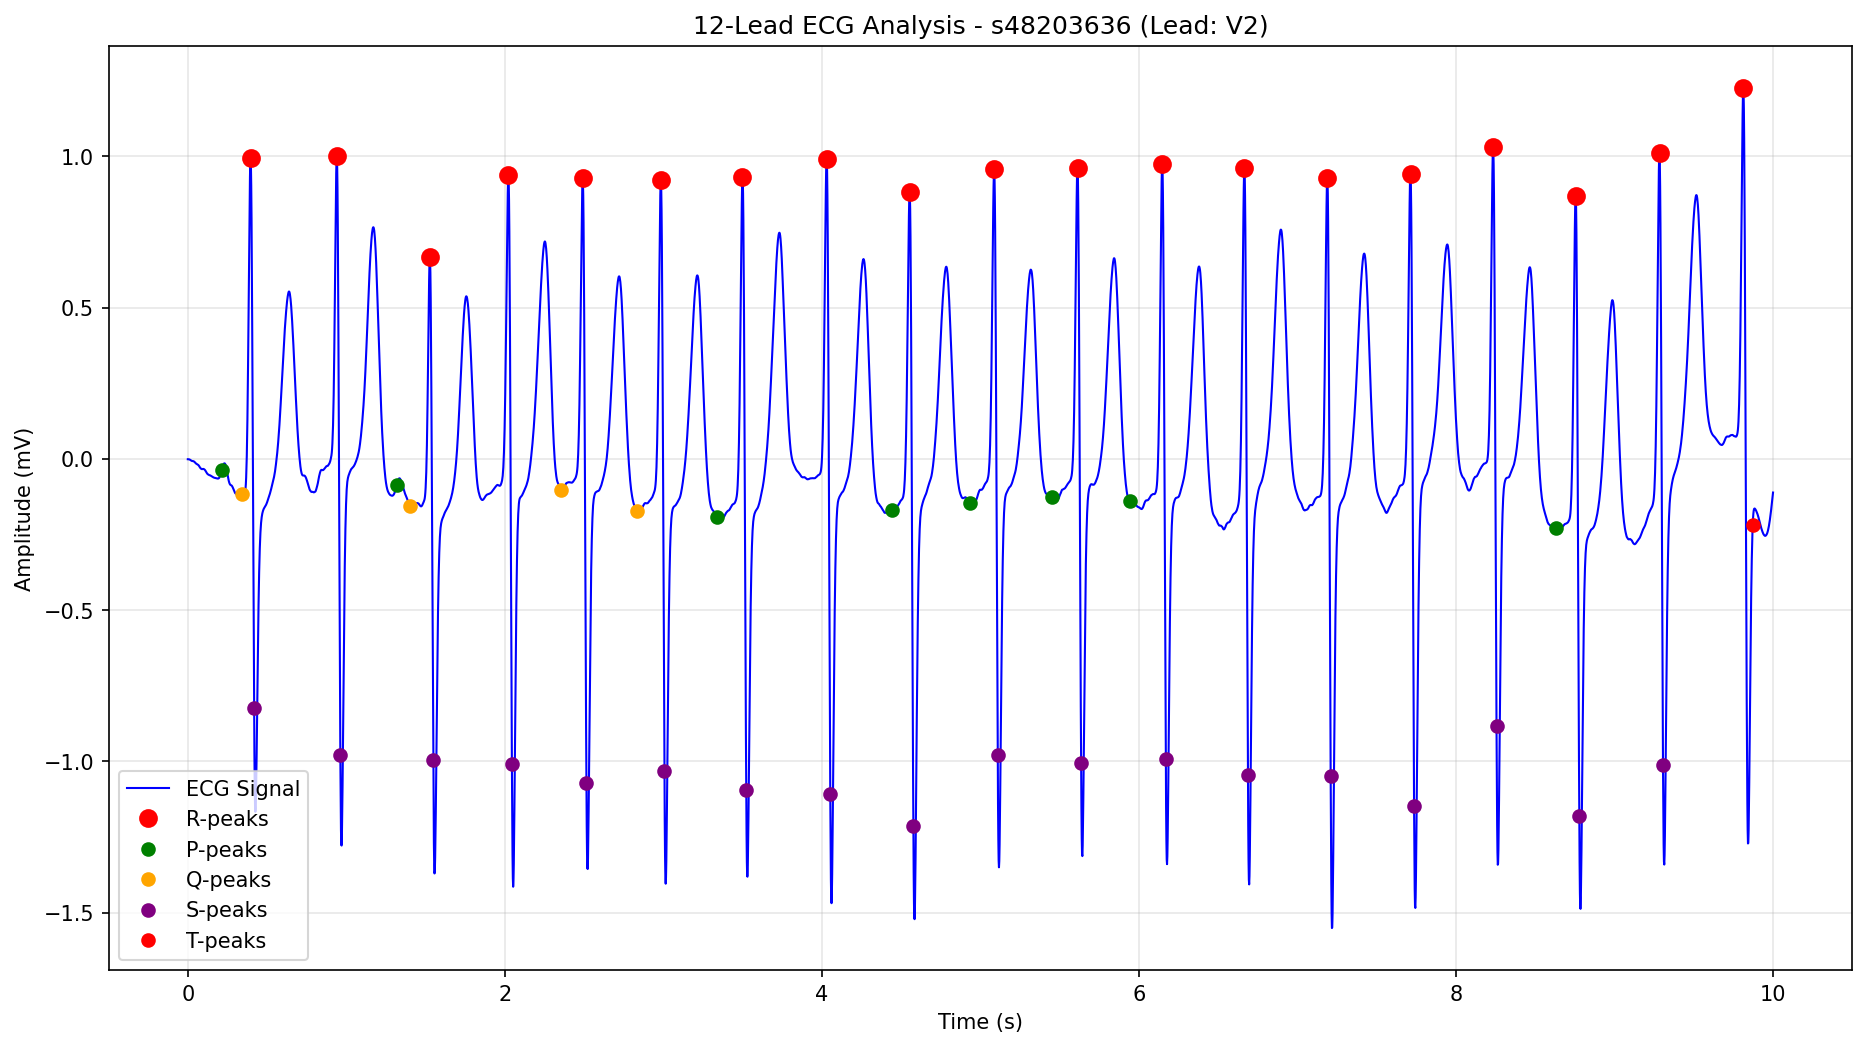 12-Lead ECG Analysis - s48203636 (Lead: V2)
Amplitude (mV)
1.0
0.5
0.0
−0.5
−1.0
−1.5
ECG Signal
R-peaks
P-peaks
Q-peaks
S-peaks
T-peaks
0 2 4 6 8 10
Time (s)